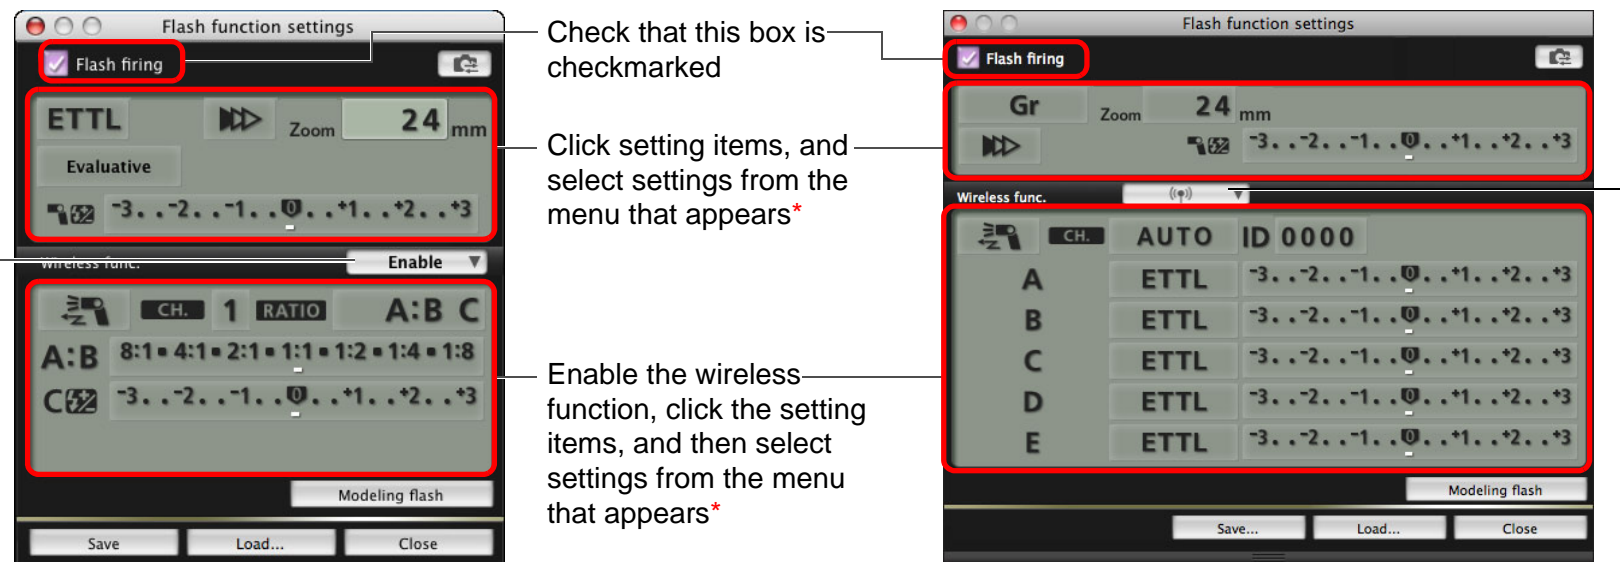 Flash function settings
Flash firing
ETTL
Zoom 24 mm
Evaluative
-3..-2..-1..0..+1..+2..+3
Wireless func. Enable
CH. 1 RATIO A:B C
A:B 8:1 4:1 2:1 1:1 1:2 1:4 1:8
C -3..-2..-1..0..+1..+2..+3
Modeling flash
Save Load... Close
Check that this box is
checkmarked
Click setting items, and
select settings from the
menu that appears*
Enable the wireless
function, click the setting
items, and then select
settings from the menu
that appears*
Flash function settings
Flash firing
Gr Zoom 24 mm
-3..-2..-1..0..+1..+2..+3
Wireless func.
CH. AUTO ID 0000
A ETTL -3..-2..-1..0..+1..+2..+3
B ETTL -3..-2..-1..0..+1..+2..+3
C ETTL -3..-2..-1..0..+1..+2..+3
D ETTL -3..-2..-1..0..+1..+2..+3
E ETTL -3..-2..-1..0..+1..+2..+3
Modeling flash
Save... Load... Close